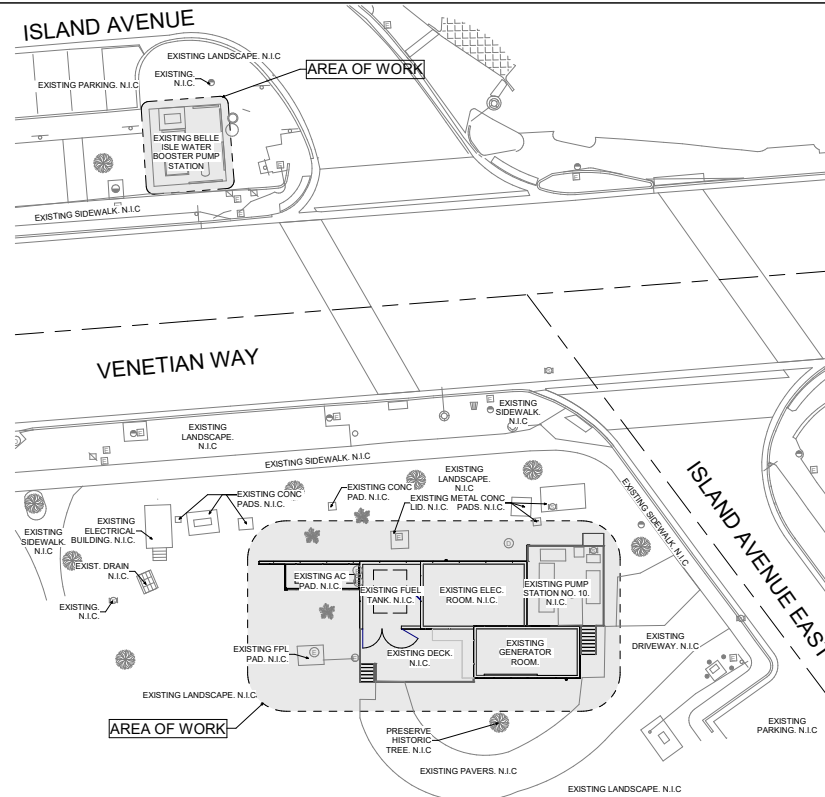 ISLAND AVENUE
EXISTING LANDSCAPE. N.I.C
EXISTING.
N.I.C.
AREA OF WORK
EXISTING PARKING. N.I.C
EXISTING BELLE
ISLE WATER
BOOSTER PUMP
STATION
EXISTING SIDEWALK. N.I.C
VENETIAN WAY
EXISTING
SIDEWALK.
N.I.C
EXISTING
LANDSCAPE.
N.I.C
EXISTING SIDEWALK. N.I.C
EXISTING
LANDSCAPE.
N.I.C
EXISTING CONC
PAD. N.I.C.
EXISTING CONC
PADS. N.I.C.
EXISTING METAL
LID. N.I.C.
CONC
PADS. N.I.C.
EXISTING SIDEWALK. N.I.C
ISLAND AVENUE EAST
EXISTING
ELECTRICAL
BUILDING. N.I.C.
EXISTING
SIDEWALK.
N.I.C
EXIST. DRAIN
N.I.C.
EXISTING.
N.I.C.
EXISTING AC
PAD. N.I.C.
EXISTING FUEL
TANK. N.I.C.
EXISTING ELEC.
ROOM. N.I.C.
EXISTING PUMP
STATION NO. 10.
N.I.C.
EXISTING FPL
PAD. N.I.C.
E
EXISTING DECK.
N.I.C.
EXISTING
GENERATOR
ROOM.
EXISTING
DRIVEWAY. N.I.C
EXISTING LANDSCAPE. N.I.C
AREA OF WORK
PRESERVE
HISTORIC
TREE. N.I.C
EXISTING
PARKING. N.I.C
EXISTING PAVERS. N.I.C
EXISTING LANDSCAPE. N.I.C